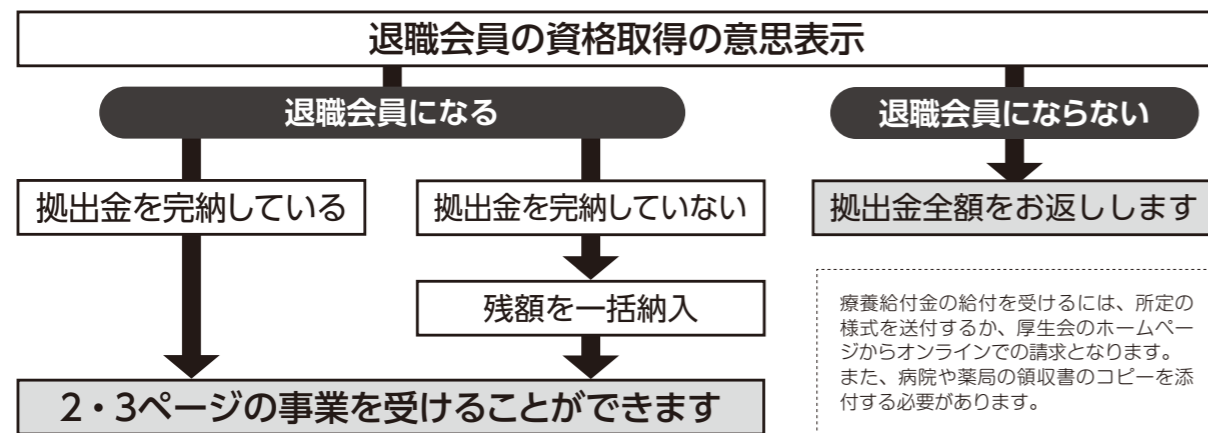 退職会員の資格取得の意思表示
退職会員になる
退職会員にならない
拠出金を完納している
拠出金を完納していない
拠出金全額をお返しします
残額を一括納入
2・3ページの事業を受けることができます
療養給付金の給付を受けるには、所定の
様式を送付するか、厚生会のホームペー
ジからオンラインでの請求となります。
また、病院や薬局の領収書のコピーを添
付する必要があります。